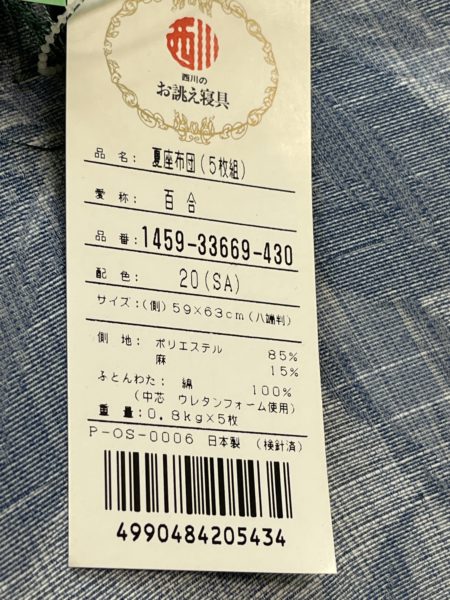 西川
西川の
お誂え寝具
品名: 夏座布団(5枚組)
愛称: 百合
品番: 1459-33669-430
配色: 20(SA)
サイズ:(側)59×63cm(八端判)
側地: ポリエステル 85%
麻 15%
ふとんわた: 綿 100%
(中芯 ウレタンフォーム使用)
重量:0.8kg×5枚
P-OS-0006 日本製 (検針済)
4990484205434